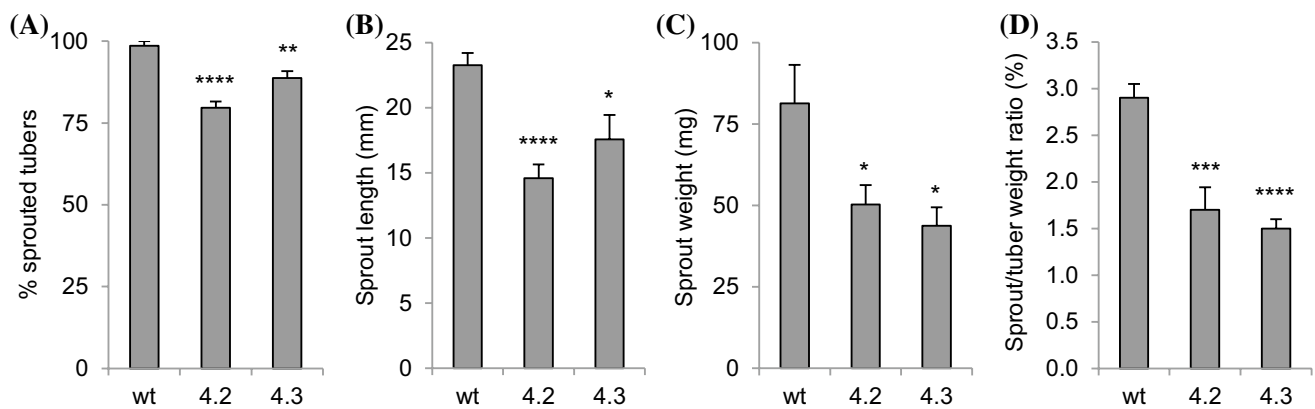 (A)
% sprouted tubers
100
75
50
25
0
****
**
wt 4.2 4.3
(B)
Sprout length (mm)
25
20
15
10
5
0
****
*
wt 4.2 4.3
(C)
Sprout weight (mg)
100
75
50
25
0
*
*
wt 4.2 4.3
(D)
Sprout/tuber weight ratio (%)
3.5
3.0
2.5
2.0
1.5
1.0
0.5
0.0
***
****
wt 4.2 4.3